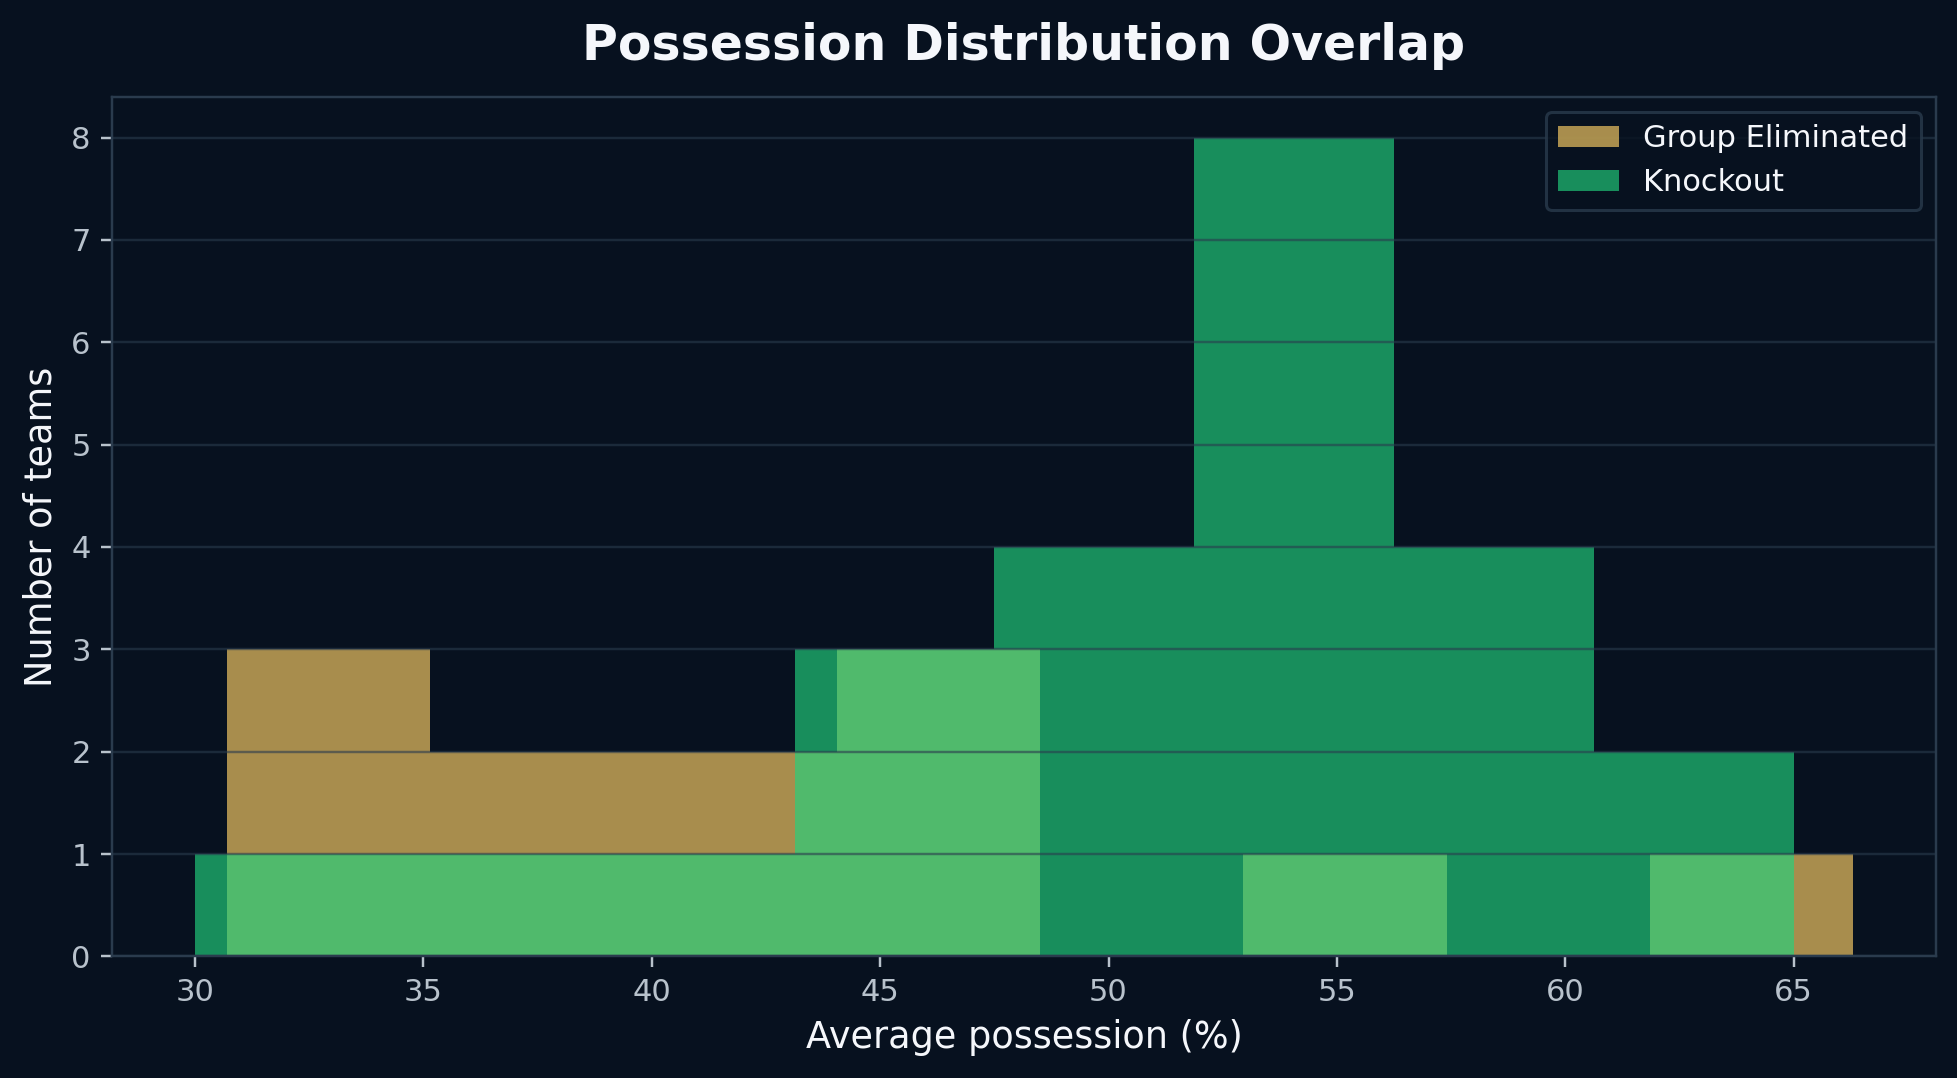 Possession Distribution Overlap
Group Eliminated
Knockout
Number of teams
8
7
6
5
4
3
2
1
0
30 35 40 45 50 55 60 65
Average possession (%)